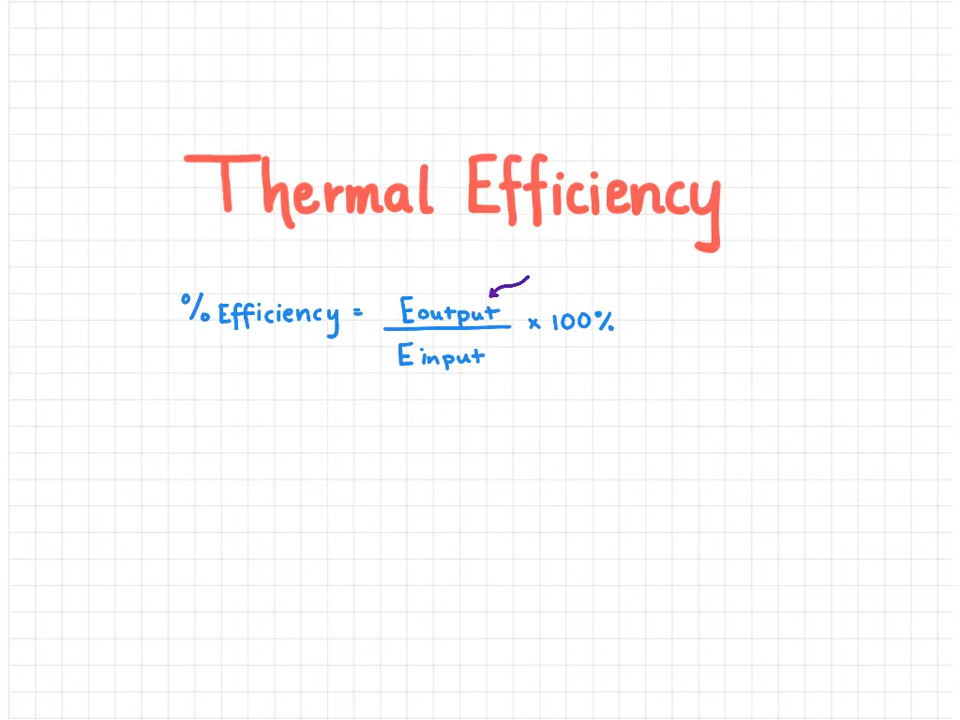 Thermal Efficiency
% Efficiency = Eoutput / Einput × 100%